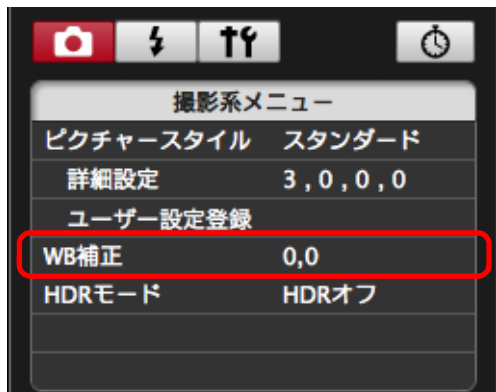 撮影系メニュー
ピクチャースタイル スタンダード
詳細設定 3 , 0 , 0 , 0
ユーザー設定登録
WB補正 0,0
HDRモード HDRオフ